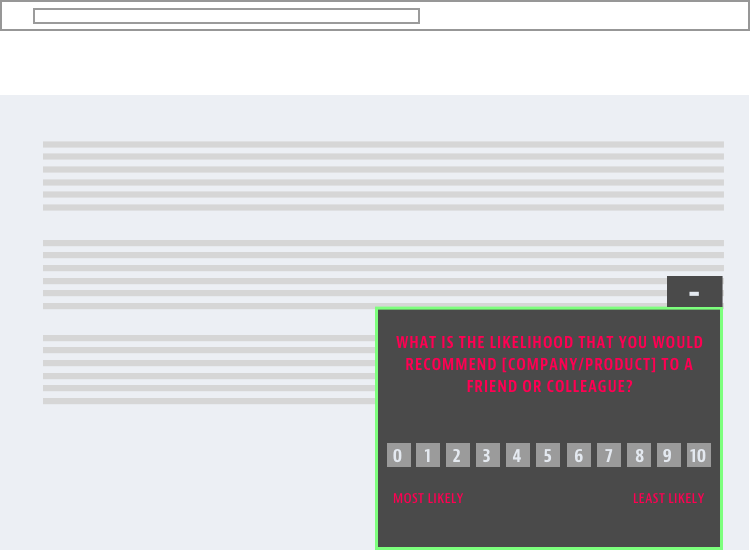 -
WHAT IS THE LIKELIHOOD THAT YOU WOULD
RECOMMEND [COMPANY/PRODUCT] TO A
FRIEND OR COLLEAGUE?
0 1 2 3 4 5 6 7 8 9 10
MOST LIKELY LEAST LIKELY